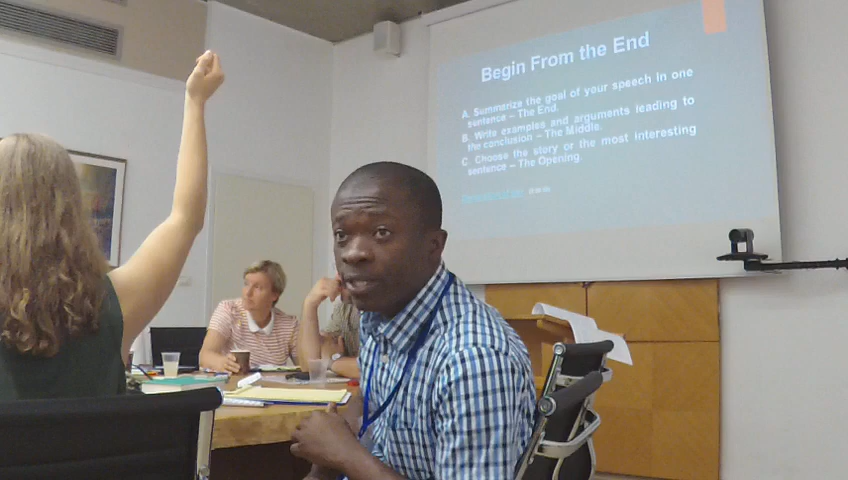 Begin From the End
A. Summarize the goal of your speech in one
sentence – The End.
B. Write examples and arguments leading to
the conclusion – The Middle.
C. Choose the story or the most interesting
sentence – The Opening.